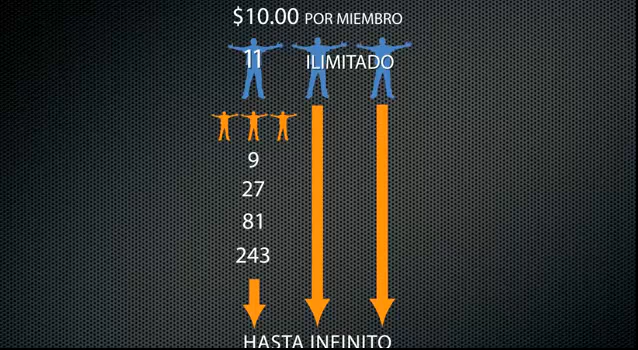 $10.00 POR MIEMBRO
11 ILIMITADO
9
27
81
243
HASTA INFINITO